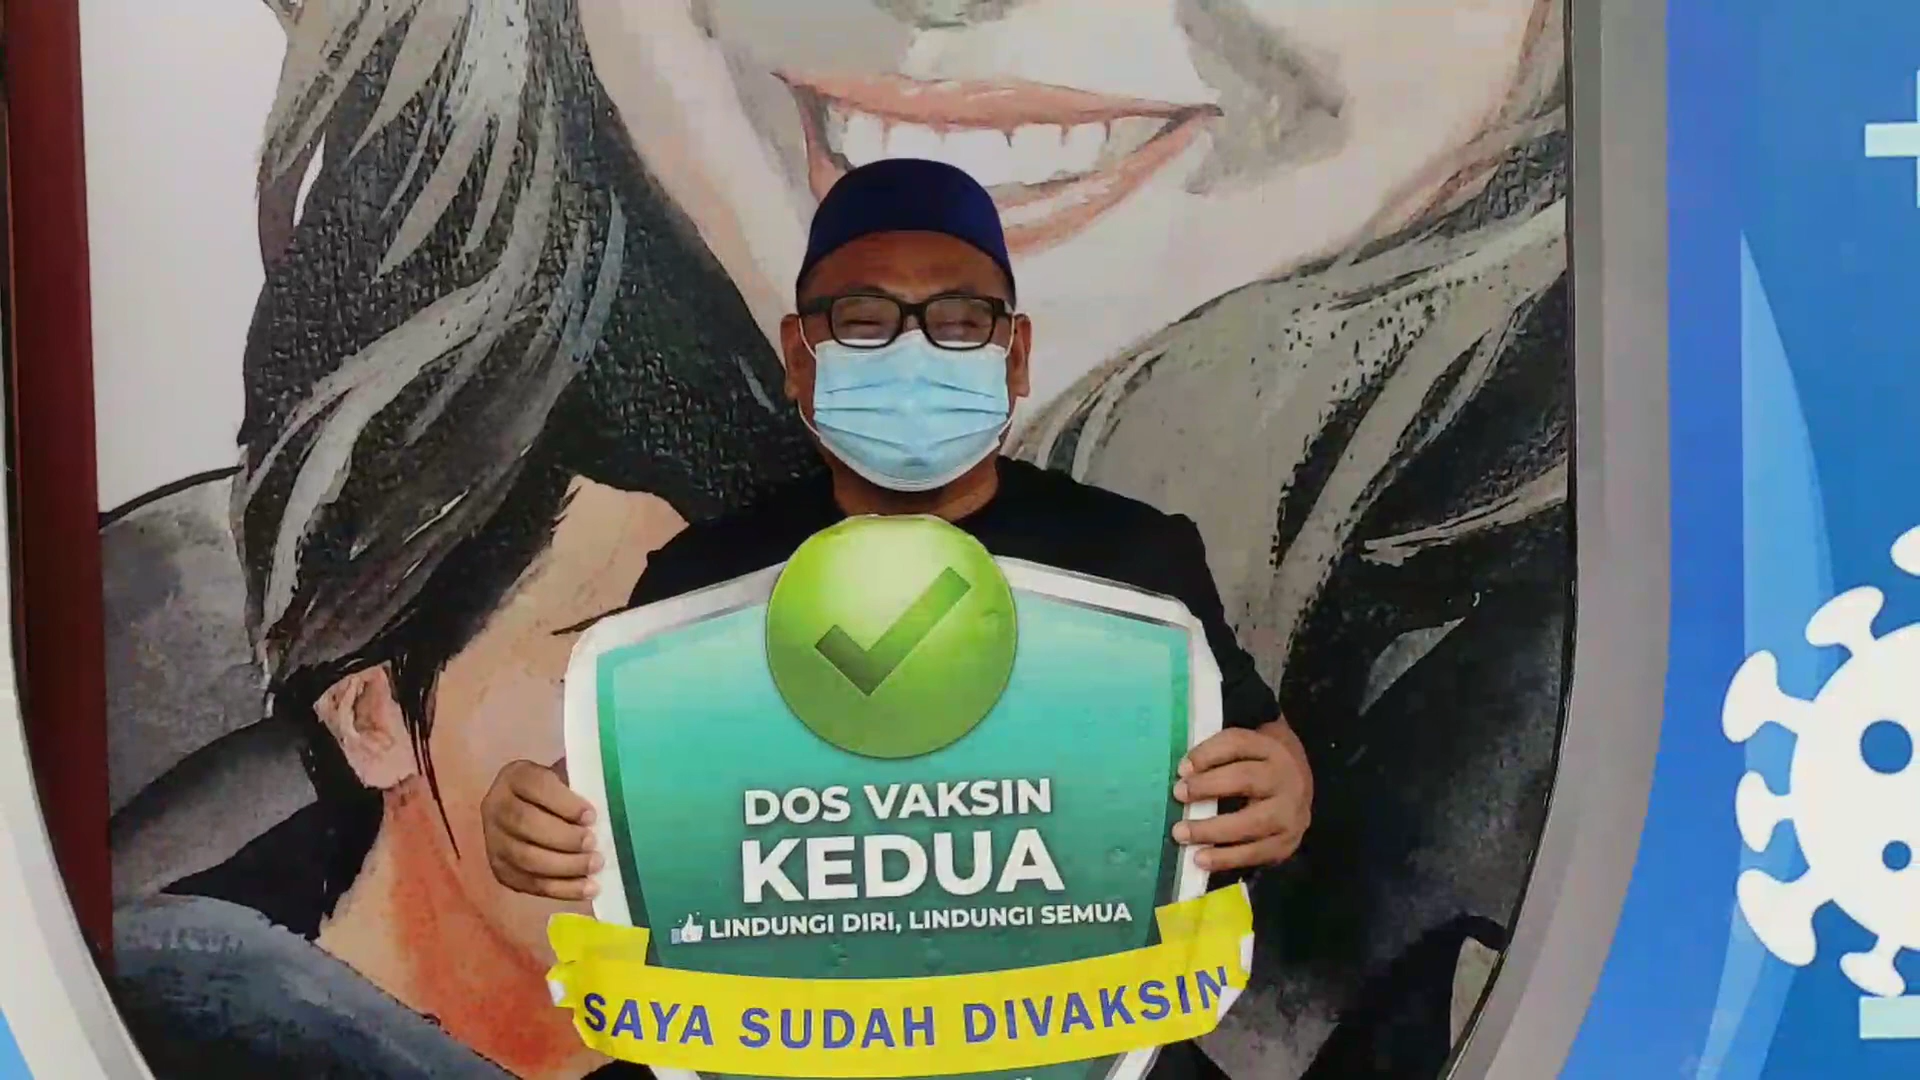 DOS VAKSIN
KEDUA
LINDUNGI DIRI, LINDUNGI SEMUA
SAYA SUDAH DIVAKSIN